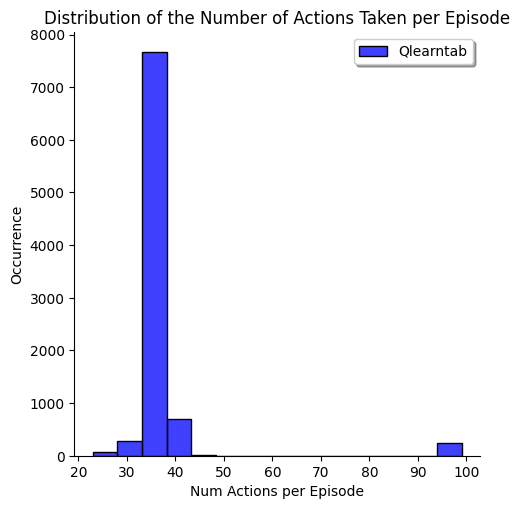 Distribution of the Number of Actions Taken per Episode
Qlearntab
8000
7000
6000
5000
4000
3000
2000
1000
0
Occurrence
20 30 40 50 60 70 80 90 100
Num Actions per Episode